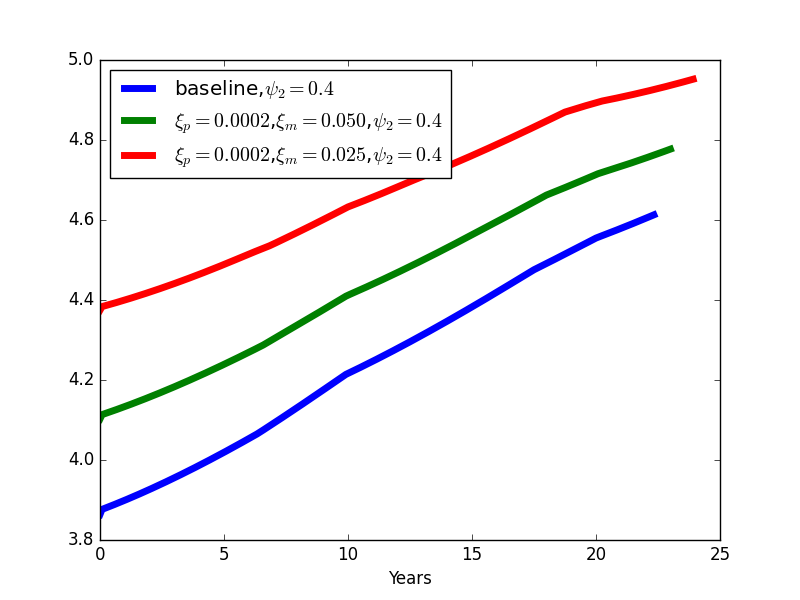 5.0
4.8
4.6
4.4
4.2
4.0
3.8
baseline,ψ₂ = 0.4
ξₚ = 0.0002,ξₘ = 0.050,ψ₂ = 0.4
ξₚ = 0.0002,ξₘ = 0.025,ψ₂ = 0.4
0 5 10 15 20 25
Years